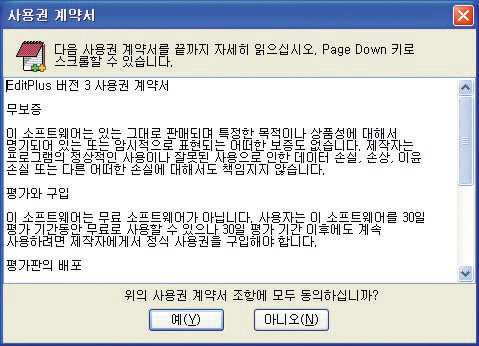 사용권 계약서
다음 사용권 계약서를 끝까지 자세히 읽으십시오. Page Down 키로
스크롤할 수 있습니다.
EditPlus 버전 3 사용권 계약서
무보증
이 소프트웨어는 있는 그대로 판매되며 특정한 목적이나 상품성에 대해서
명기되어 있는 또는 암시적으로 표현되는 어떠한 보증도 없습니다. 제작자는
프로그램의 정상적인 사용이나 잘못된 사용으로 인한 데이터 손실, 손상, 이윤
손실 또는 다른 어떠한 손실에 대해서도 책임지지 않습니다.
평가와 구입
이 소프트웨어는 무료 소프트웨어가 아닙니다. 사용자는 이 소프트웨어를 30일
평가 기간동안 무료로 사용할 수 있으나 30일 평가 기간 이후에도 계속
사용하려면 제작자에게서 정식 사용권을 구입해야 합니다.
평가판의 배포
위의 사용권 계약서 조항에 모두 동의하십니까?
예(Y)
아니오(N)